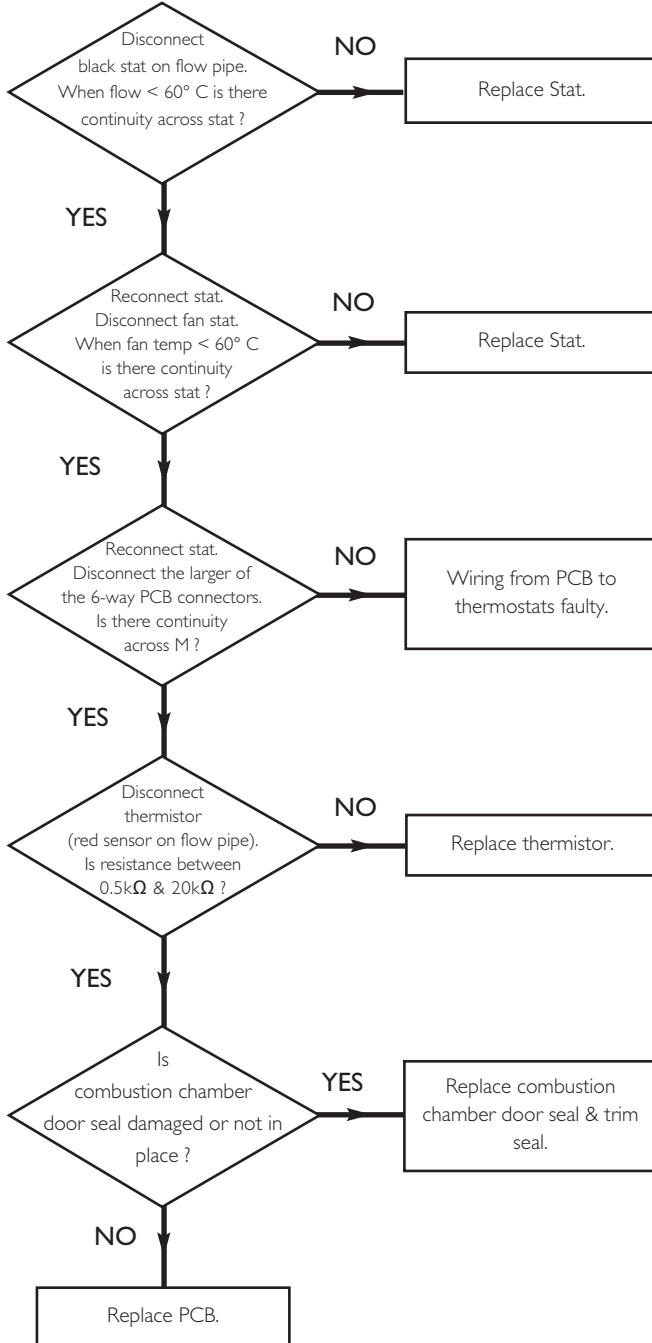 Disconnect
black stat on flow pipe.
When flow < 60° C is there
continuity across stat ?
NO
Replace Stat.
YES
Reconnect stat.
Disconnect fan stat.
When fan temp < 60° C
is there continuity
across stat ?
NO
Replace Stat.
YES
Reconnect stat.
Disconnect the larger of
the 6-way PCB connectors.
Is there continuity
across M ?
NO
Wiring from PCB to
thermostats faulty.
YES
Disconnect
thermistor
(red sensor on flow pipe).
Is resistance between
0.5kΩ & 20kΩ ?
NO
Replace thermistor.
YES
Is
combustion chamber
door seal damaged or not in
place ?
YES
Replace combustion
chamber door seal & trim
seal.
NO
Replace PCB.